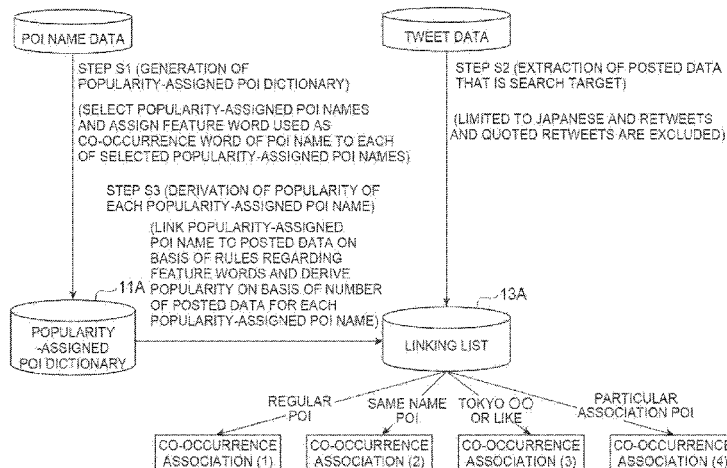 POI NAME DATA
TWEET DATA
STEP S1 (GENERATION OF
POPULARITY-ASSIGNED POI DICTIONARY)
(SELECT POPULARITY-ASSIGNED POI NAMES
AND ASSIGN FEATURE WORD USED AS
CO-OCCURRENCE WORD OF POI NAME TO EACH
OF SELECTED POPULARITY-ASSIGNED POI NAMES)
STEP S2 (EXTRACTION OF POSTED DATA
THAT IS SEARCH TARGET)
(LIMITED TO JAPANESE AND RETWEETS
AND QUOTED RETWEETS ARE EXCLUDED)
STEP S3 (DERIVATION OF POPULARITY OF
EACH POPULARITY-ASSIGNED POI NAME)
(LINK POPULARITY-ASSIGNED
POI NAME TO POSTED DATA ON
BASIS OF RULES REGARDING
FEATURE WORDS AND DERIVE
POPULARITY ON BASIS OF NUMBER
OF POSTED DATA FOR EACH
POPULARITY-ASSIGNED POI NAME)
11A
POPULARITY
-ASSIGNED
POI DICTIONARY
13A
LINKING LIST
REGULAR
POI
SAME NAME
POI
TOKYO ○○
OR LIKE
PARTICULAR
ASSOCIATION POI
CO-OCCURRENCE
ASSOCIATION (1)
CO-OCCURRENCE
ASSOCIATION (2)
CO-OCCURRENCE
ASSOCIATION (3)
CO-OCCURRENCE
ASSOCIATION (4)